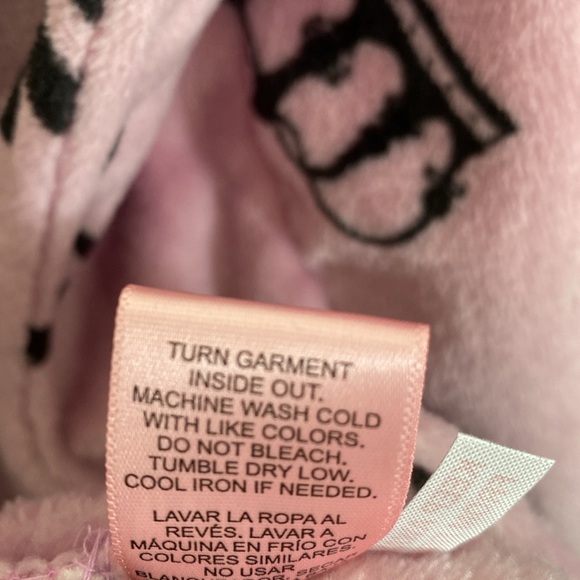 TURN GARMENT
INSIDE OUT.
MACHINE WASH COLD
WITH LIKE COLORS.
DO NOT BLEACH.
TUMBLE DRY LOW.
COOL IRON IF NEEDED.
LAVAR LA ROPA AL
REVÉS. LAVAR A
MÁQUINA EN FRÍO CON
COLORES SIMILARES.
NO USAR